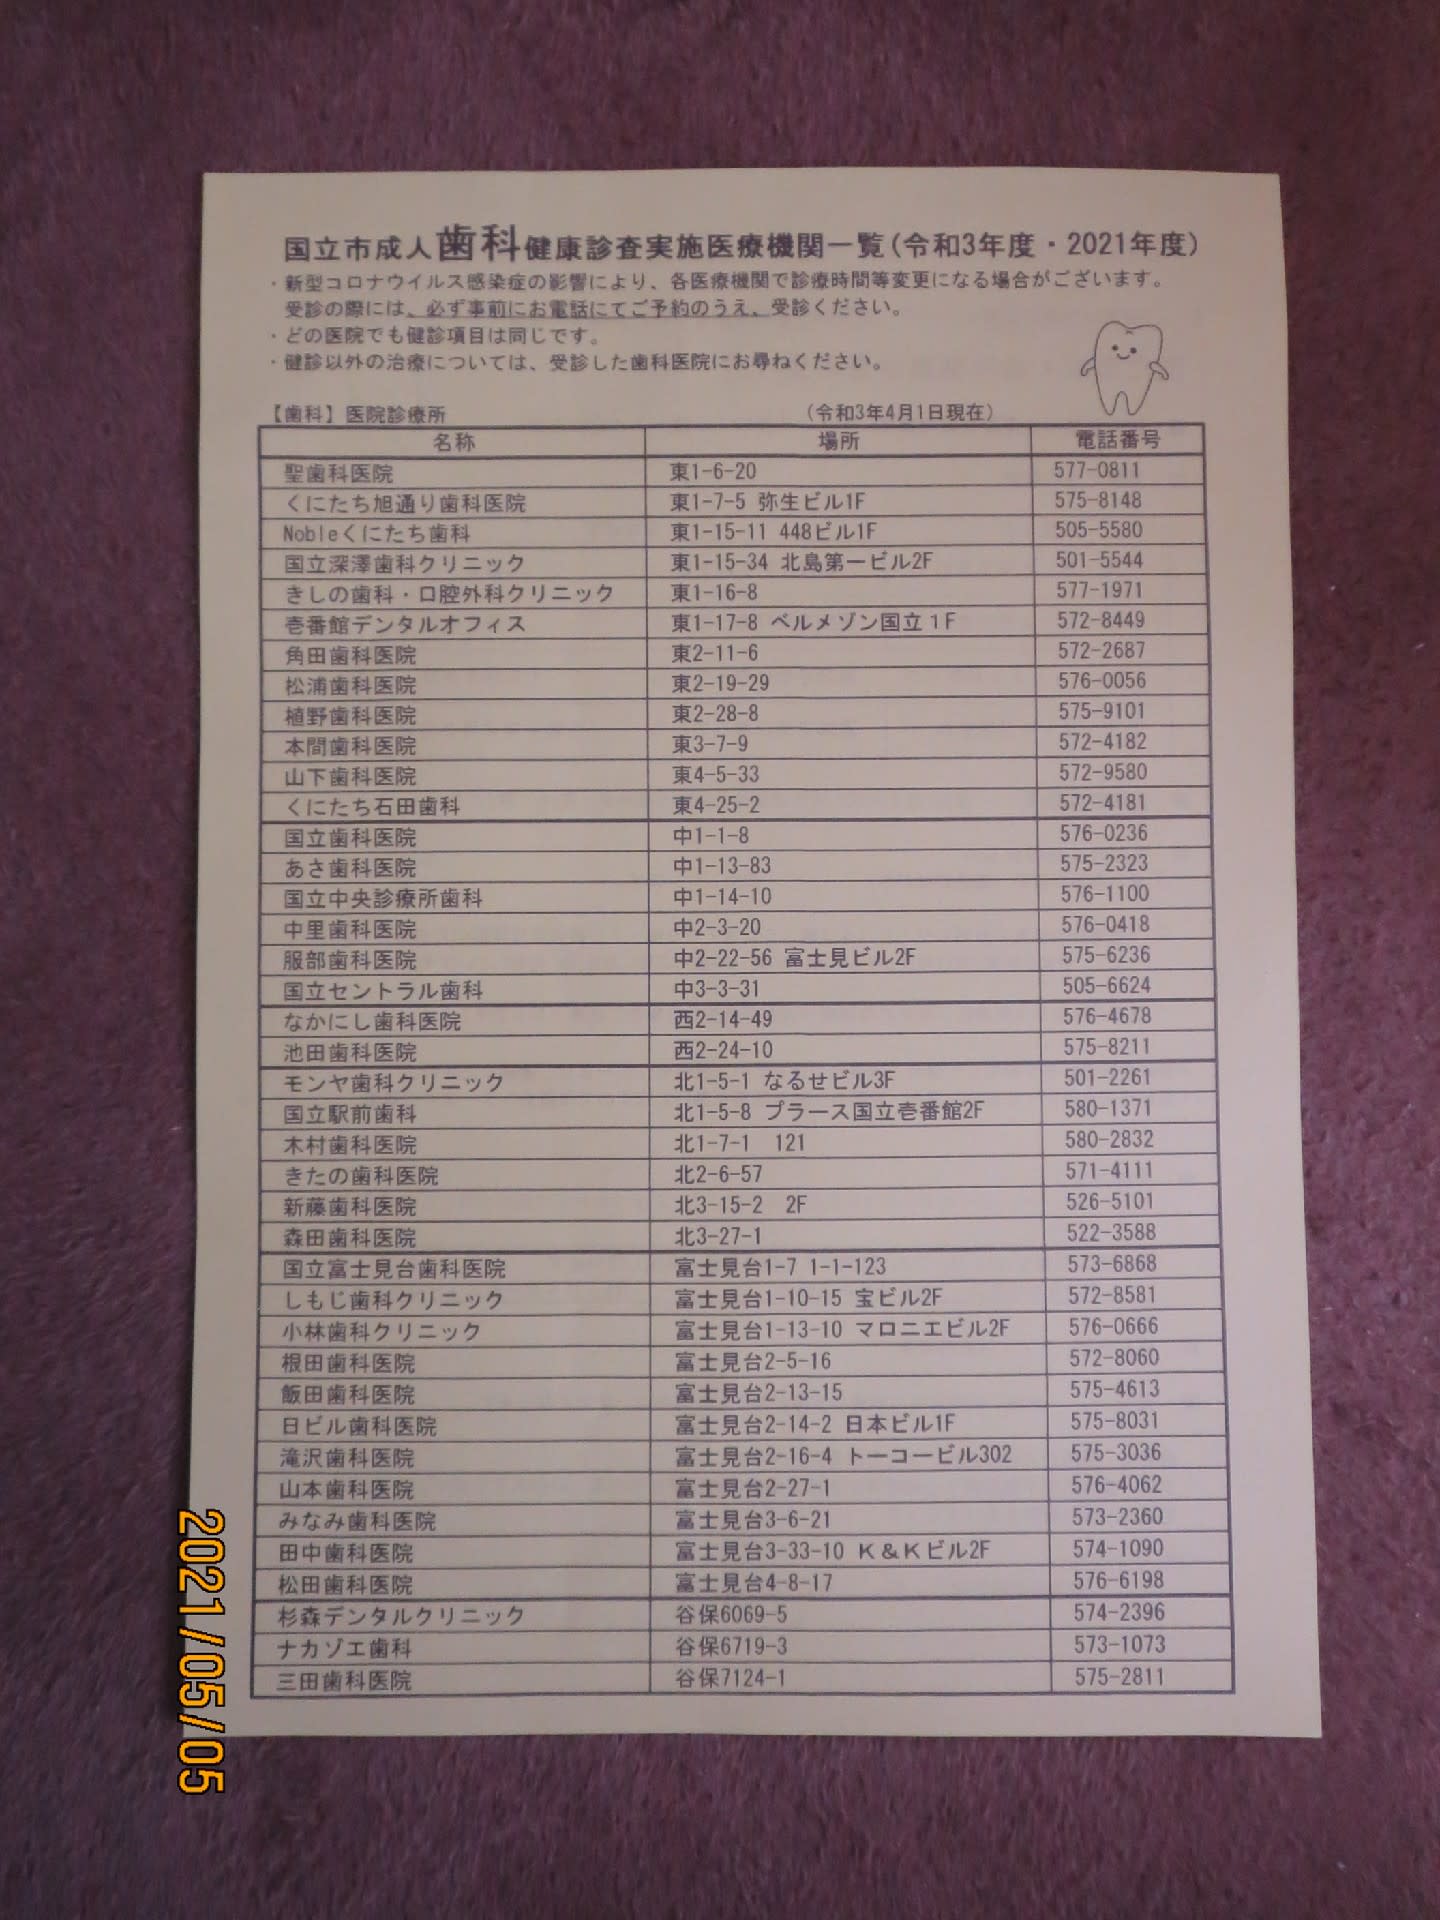 国立市成人歯科健康診査実施医療機関一覧(令和3年度・2021年度)
・新型コロナウイルス感染症の影響により、各医療機関で診療時間等変更になる場合がございます。
受診の際には、必ず事前にお電話にてご予約のうえ、受診ください。
・どの医院でも健診項目は同じです。
・健診以外の治療については、受診した歯科医院にお尋ねください。
【歯科】医院診療所 (令和3年4月1日現在)
名称 場所 電話番号
聖歯科医院 東1-6-20 577-0811
くにたち旭通り歯科医院 東1-7-5 弥生ビル1F 575-8148
Nobleくにたち歯科 東1-15-11 448ビル1F 505-5580
国立深澤歯科クリニック 東1-15-34 北島第一ビル2F 501-5544
きしの歯科・口腔外科クリニック 東1-16-8 577-1971
壱番館デンタルオフィス 東1-17-8 ベルメゾン国立1F 572-8449
角田歯科医院 東2-11-6 572-2687
松浦歯科医院 東2-19-29 576-0056
植野歯科医院 東2-28-8 575-9101
本間歯科医院 東3-7-9 572-4182
山下歯科医院 東4-5-33 572-9580
くにたち石田歯科 東4-25-2 572-4181
国立歯科医院 中1-1-8 576-0236
あさ歯科医院 中1-13-83 575-2323
国立中央診療所歯科 中1-14-10 576-1100
中里歯科医院 中2-3-20 576-0418
服部歯科医院 中2-22-56 富士見ビル2F 575-6236
国立セントラル歯科 中3-3-31 505-6624
なかにし歯科医院 西2-14-49 576-4678
池田歯科医院 西2-24-10 575-8211
モンヤ歯科クリニック 北1-5-1 なるせビル3F 501-2261
国立駅前歯科 北1-5-8 プラース国立壱番館2F 580-1371
木村歯科医院 北1-7-1 121 580-2832
きたの歯科医院 北2-6-57 571-4111
新藤歯科医院 北3-15-2 2F 526-5101
森田歯科医院 北3-27-1 522-3588
国立富士見台歯科医院 富士見台1-7 1-1-123 573-6868
しもじ歯科クリニック 富士見台1-10-15 宝ビル2F 572-8581
小林歯科クリニック 富士見台1-13-10 マロニエビル2F 576-0666
根田歯科医院 富士見台2-5-16 572-8060
飯田歯科医院 富士見台2-13-15 575-4613
日ビル歯科医院 富士見台2-14-2 日本ビル1F 575-8031
滝沢歯科医院 富士見台2-16-4 トーコービル302 575-3036
山本歯科医院 富士見台2-27-1 576-4062
みなみ歯科医院 富士見台3-6-21 573-2360
田中歯科医院 富士見台3-33-10 K&Kビル2F 574-1090
松田歯科医院 富士見台4-8-17 576-6198
杉森デンタルクリニック 谷保6069-5 574-2396
ナカゾエ歯科 谷保6719-3 573-1073
三田歯科医院 谷保7124-1 575-2811
2021/05/05